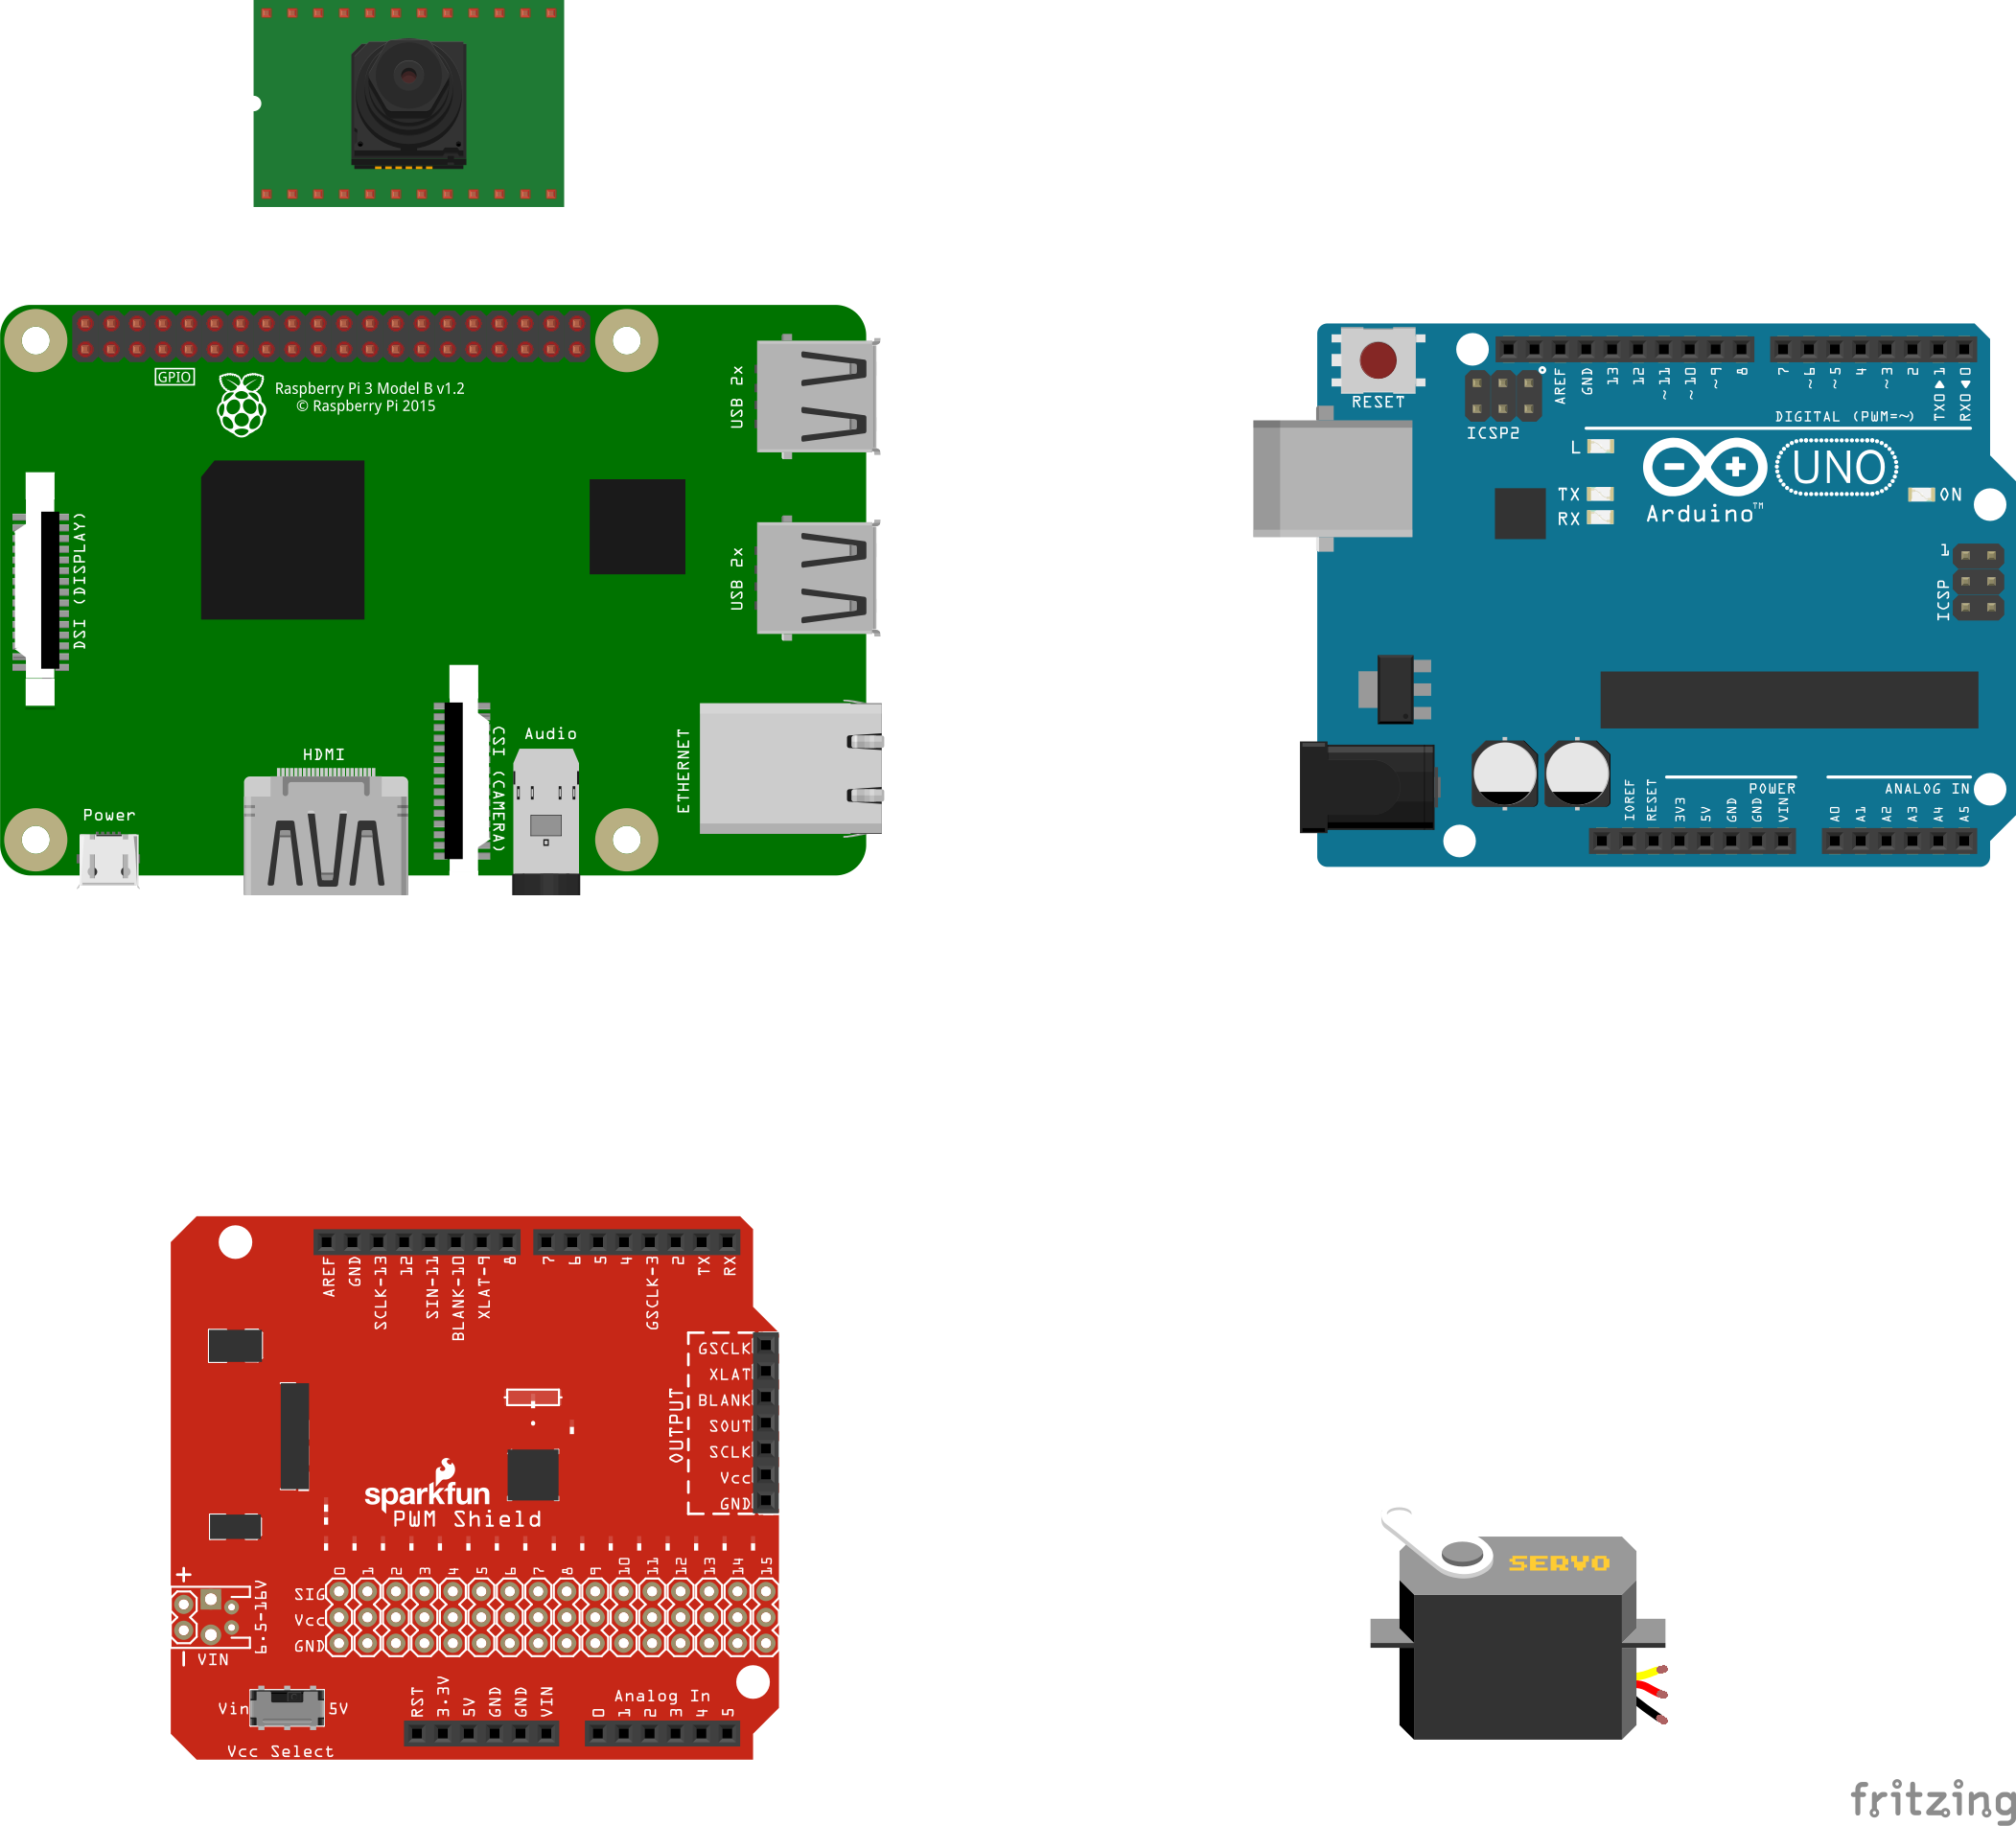 GPIO
Raspberry Pi 3 Model B v1.2
© Raspberry Pi 2015
USB 2x
USB 2x
DSI (DISPLAY)
CSI (CAMERA)
Audio
HDMI
ETHERNET
Power
RESET
ICSP2
AREF
GND
13
12
~11
~10
~9
8
7
~6
~5
4
~3
2
TX0▶1
RX0◀0
DIGITAL (PWM=~)
L
TX
RX
UNO
Arduino™
ON
1
ICSP
IOREF
RESET
3V3
5V
GND
GND
VIN
POWER
ANALOG IN
A0
A1
A2
A3
A4
A5
AREF
GND
SCLK-13
12
SIN-11
BLANK-10
XLAT-9
8
7
6
5
4
GSCLK-3
2
TX
RX
OUTPUT
GSCLK
XLAT
BLANK
SOUT
SCLK
Vcc
GND
sparkfun
PWM Shield
0 1 2 3 4 5 6 7 8 9 10 11 12 13 14 15
SIG
Vcc
GND
+
6.5-16V
-
VIN
Vin
5V
Vcc Select
RST
3.3V
5V
GND
GND
VIN
Analog In
0
1
2
3
4
5
SERVO
fritzing